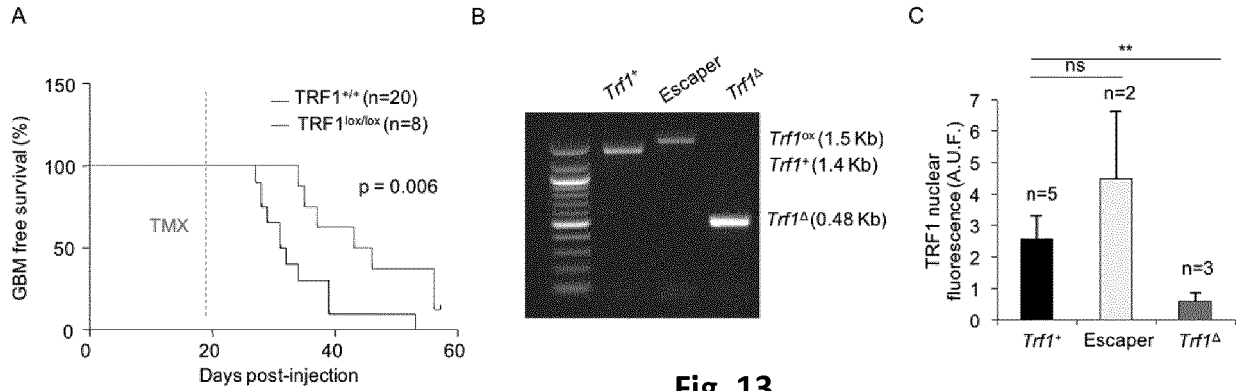 A
GBM free survival (%)
150
100
50
0
TMX
TRF1+/+ (n=20)
TRF1lox/lox (n=8)
p = 0.006
0
20
40
60
Days post-injection
B
Trf1+
Escaper
Trf1Δ
Trf1ox (1.5 Kb)
Trf1+ (1.4 Kb)
Trf1Δ (0.48 Kb)
C
TRF1 nuclear
fluorescence (A.U.F.)
7
6
5
4
3
2
1
0
**
ns
n=5
n=2
n=3
Trf1+
Escaper
Trf1Δ
Fig. 13